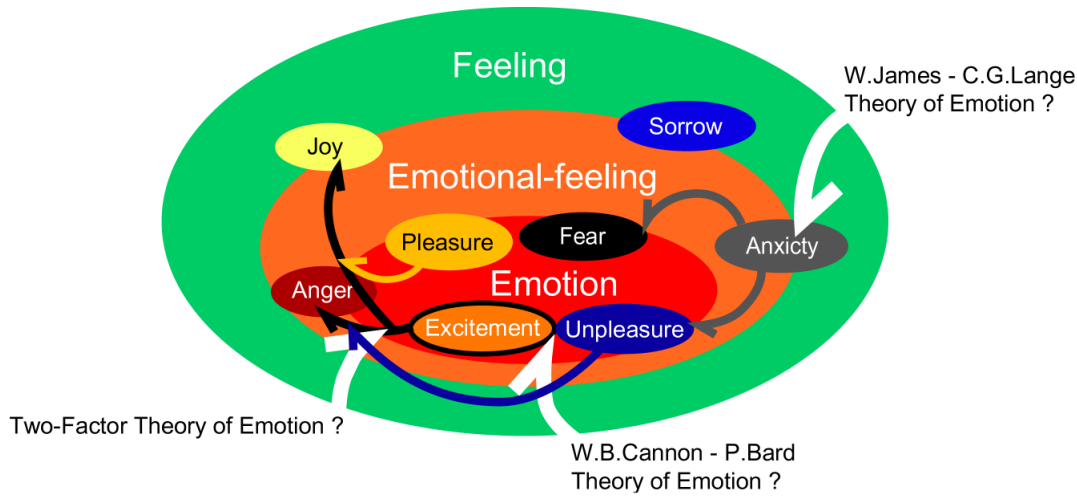 Feeling
W.James - C.G.Lange
Theory of Emotion ?
Sorrow
Joy
Emotional-feeling
Pleasure
Fear
Anxicty
Anger
Emotion
Excitement
Unpleasure
Two-Factor Theory of Emotion ?
W.B.Cannon - P.Bard
Theory of Emotion ?